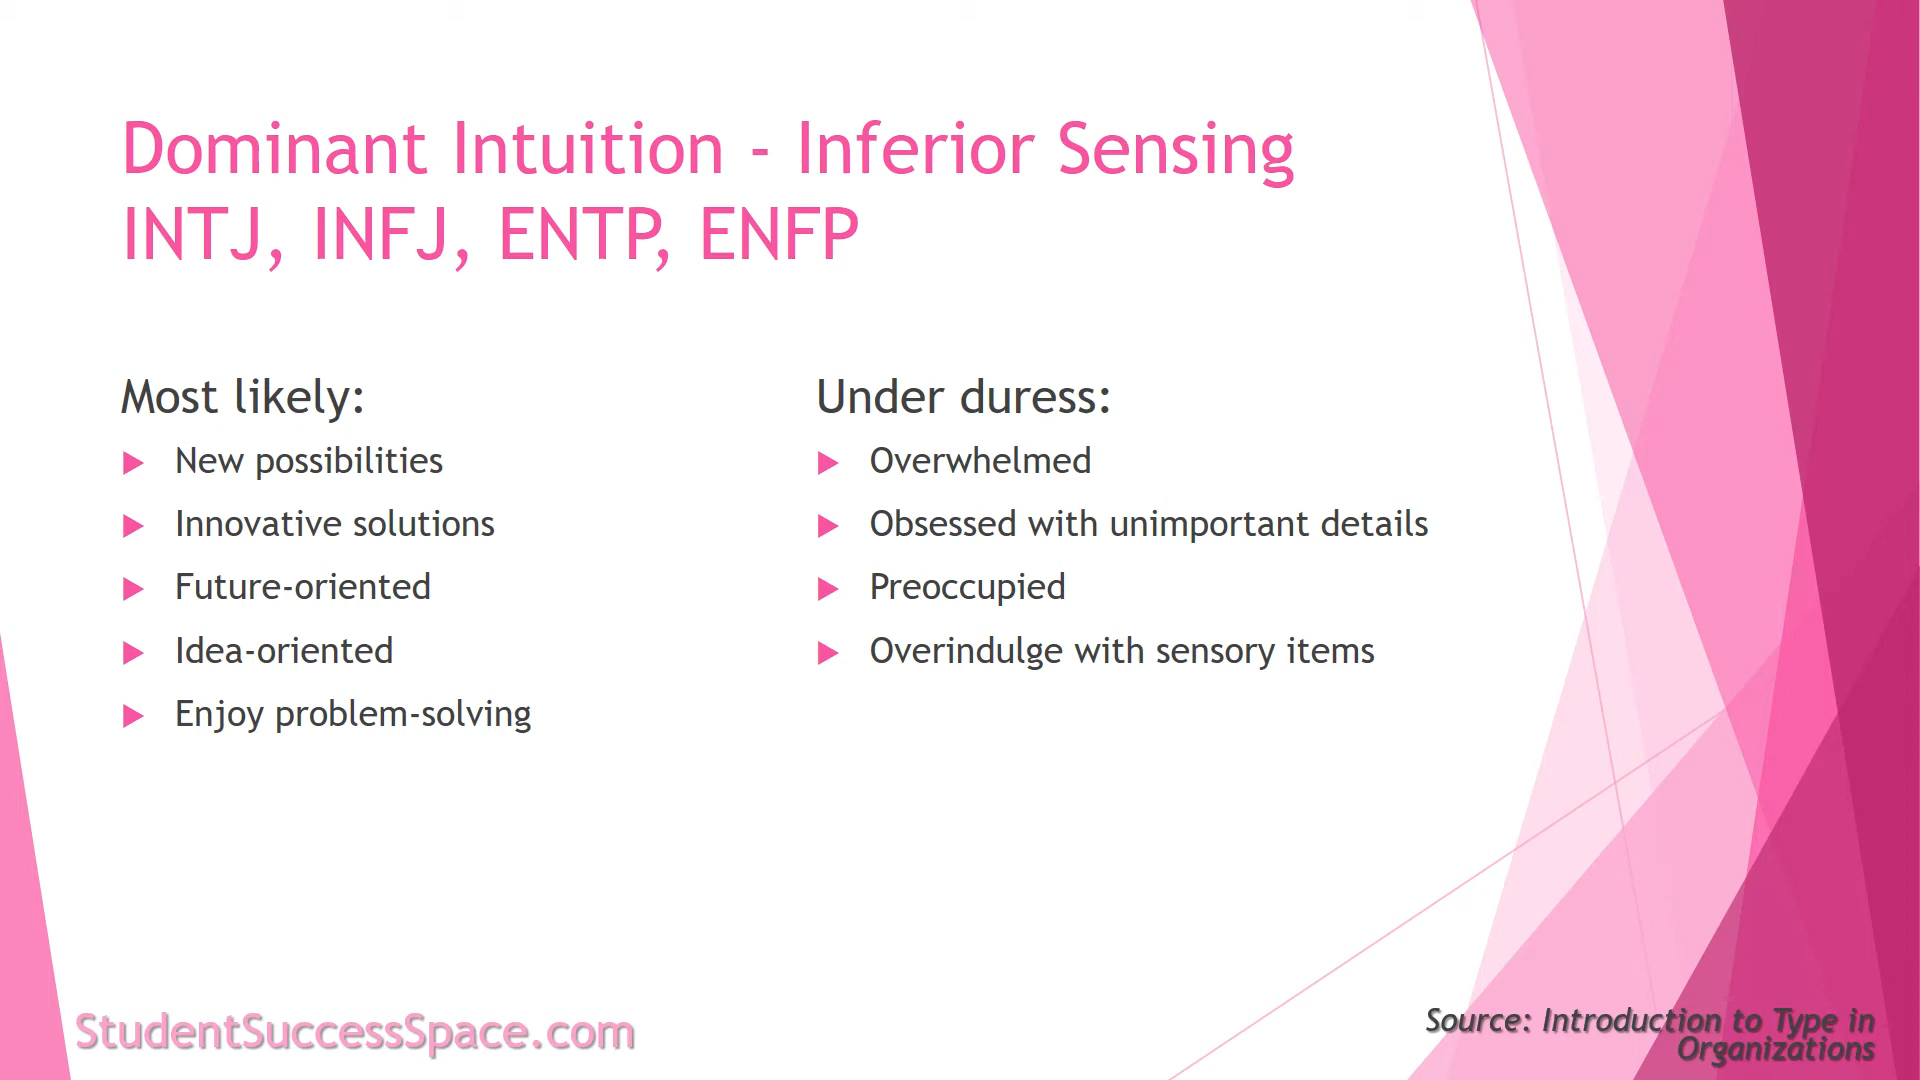 Dominant Intuition - Inferior Sensing
INTJ, INFJ, ENTP, ENFP
Most likely:
New possibilities
Innovative solutions
Future-oriented
Idea-oriented
Enjoy problem-solving
Under duress:
Overwhelmed
Obsessed with unimportant details
Preoccupied
Overindulge with sensory items
StudentSuccessSpace.com
Source: Introduction to Type in
Organizations